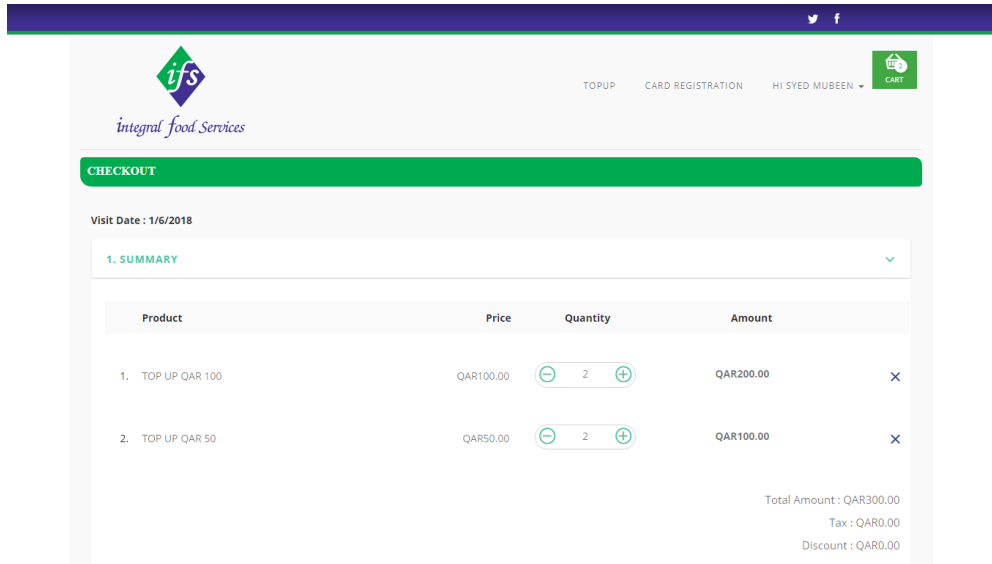 ifs
integral food Services
TOPUP CARD REGISTRATION HI SYED MUBEEN 2 CART
CHECKOUT
Visit Date : 1/6/2018
1. SUMMARY
Product Price Quantity Amount
1. TOP UP QAR 100 QAR100.00 2 QAR200.00
2. TOP UP QAR 50 QAR50.00 2 QAR100.00
Total Amount : QAR300.00
Tax : QAR0.00
Discount : QAR0.00